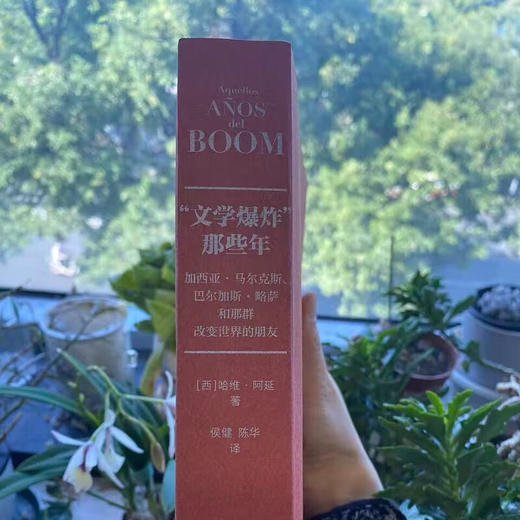 Aquellos
AÑOS
del
BOOM
“文学爆炸”
那些年
加西亚·马尔克斯、
巴尔加斯·略萨
和那群
改变世界的朋友
[西]哈维·阿延
著
侯健 陈华
译